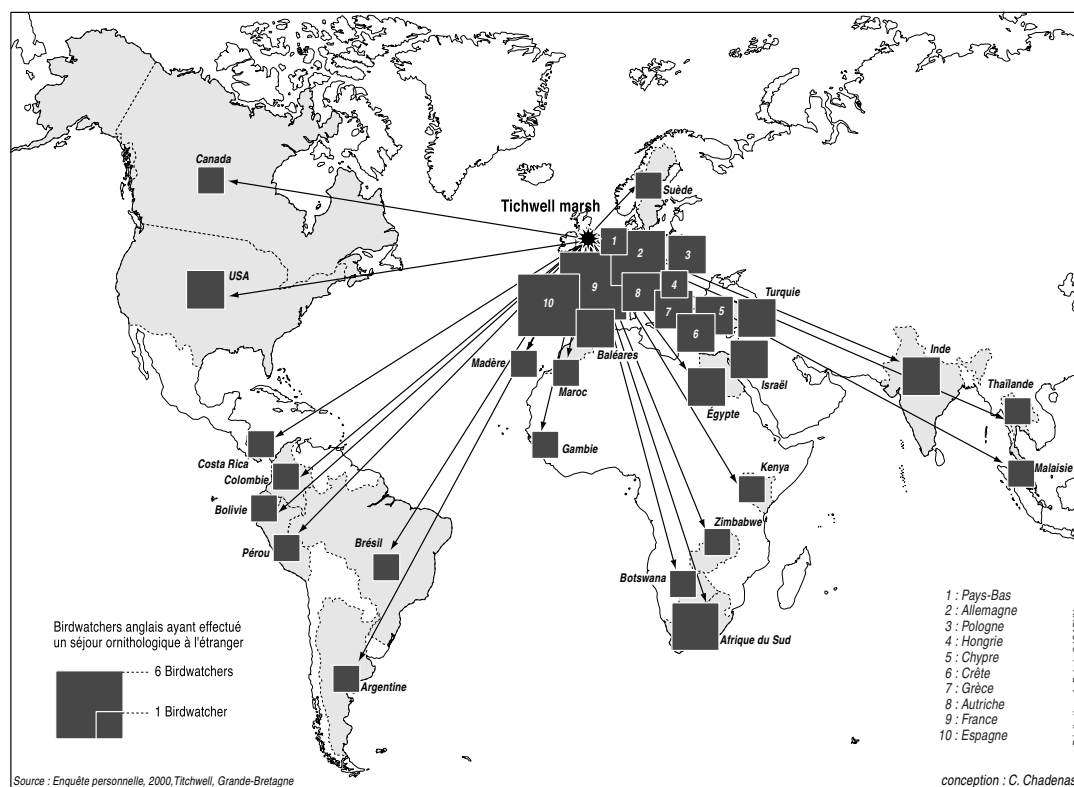 Canada
Suède
Tichwell marsh
1
2
3
USA
10
9
8
4
7
5
6
Turquie
Baléares
Madère
Maroc
Israël
Égypte
Inde
Thaïlande
Costa Rica
Gambie
Malaisie
Colombie
Kenya
Bolivie
Zimbabwe
Pérou
Brésil
Botswana
Afrique du Sud
Argentine
Birdwatchers anglais ayant effectué
un séjour ornithologique à l'étranger
6 Birdwatchers
1 Birdwatcher
1 : Pays-Bas
2 : Allemagne
3 : Pologne
4 : Hongrie
5 : Chypre
6 : Crête
7 : Grèce
8 : Autriche
9 : France
10 : Espagne
Source : Enquête personnelle, 2000,Titchwell, Grande-Bretagne
conception : C. Chadenas